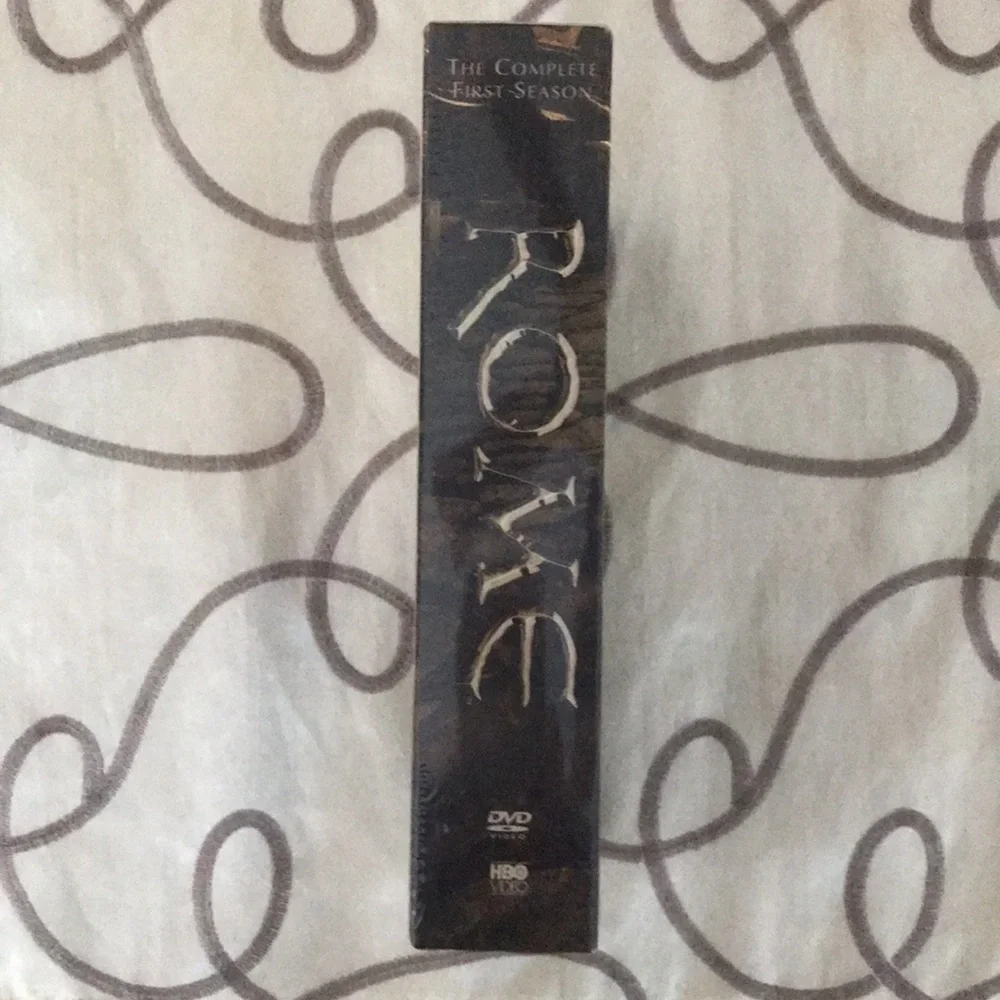 The Complete
First Season
ROME
DVD
VIDEO
HBO
VIDEO